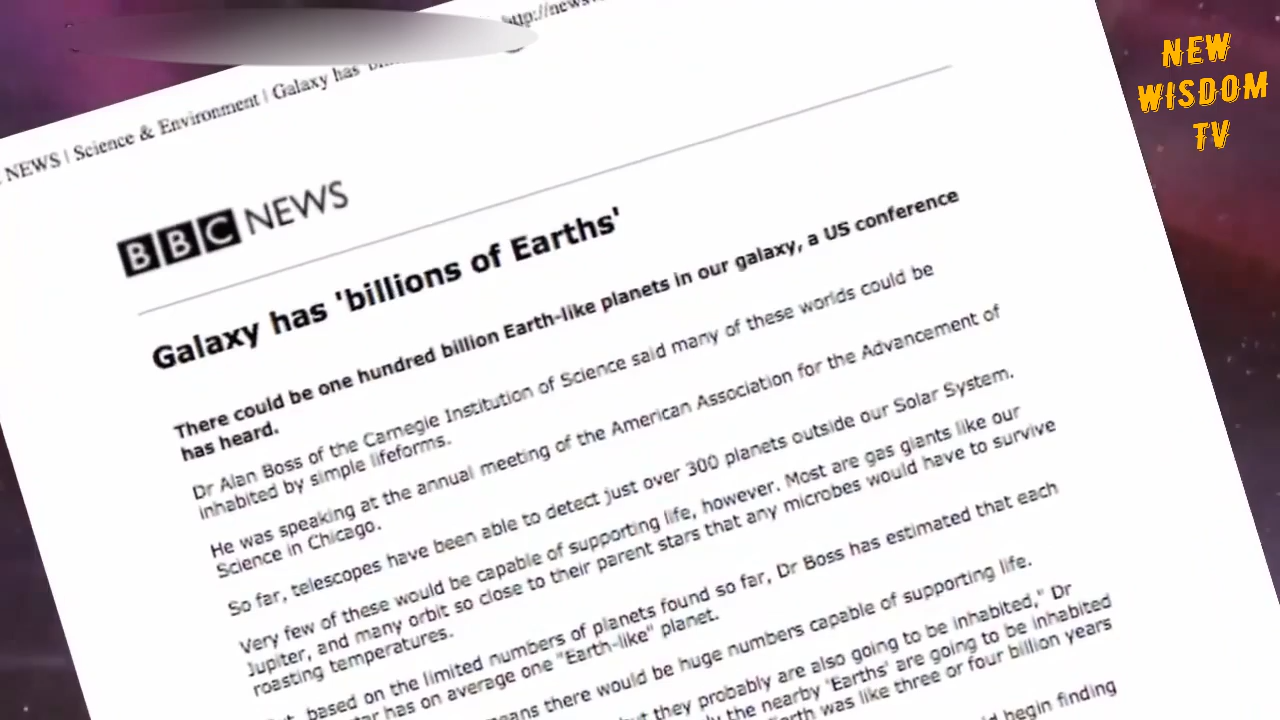 http://news
NEWS | Science & Environment | Galaxy has 'bil
NEW
WISDOM
TV
BBC NEWS
Galaxy has 'billions of Earths'
There could be one hundred billion Earth-like planets in our galaxy, a US conference
has heard.
Dr Alan Boss of the Carnegie Institution of Science said many of these worlds could be
inhabited by simple lifeforms.
He was speaking at the annual meeting of the American Association for the Advancement of
Science in Chicago.
So far, telescopes have been able to detect just over 300 planets outside our Solar System.
Very few of these would be capable of supporting life, however. Most are gas giants like our
Jupiter, and many orbit so close to their parent stars that any microbes would have to survive
roasting temperatures.
based on the limited numbers of planets found so far, Dr Boss has estimated that each
has on average one "Earth-like" planet.
means there would be huge numbers capable of supporting life.
they probably are also going to be inhabited," Dr
the nearby 'Earths' are going to be inhabited
was like three or four billion years
begin finding